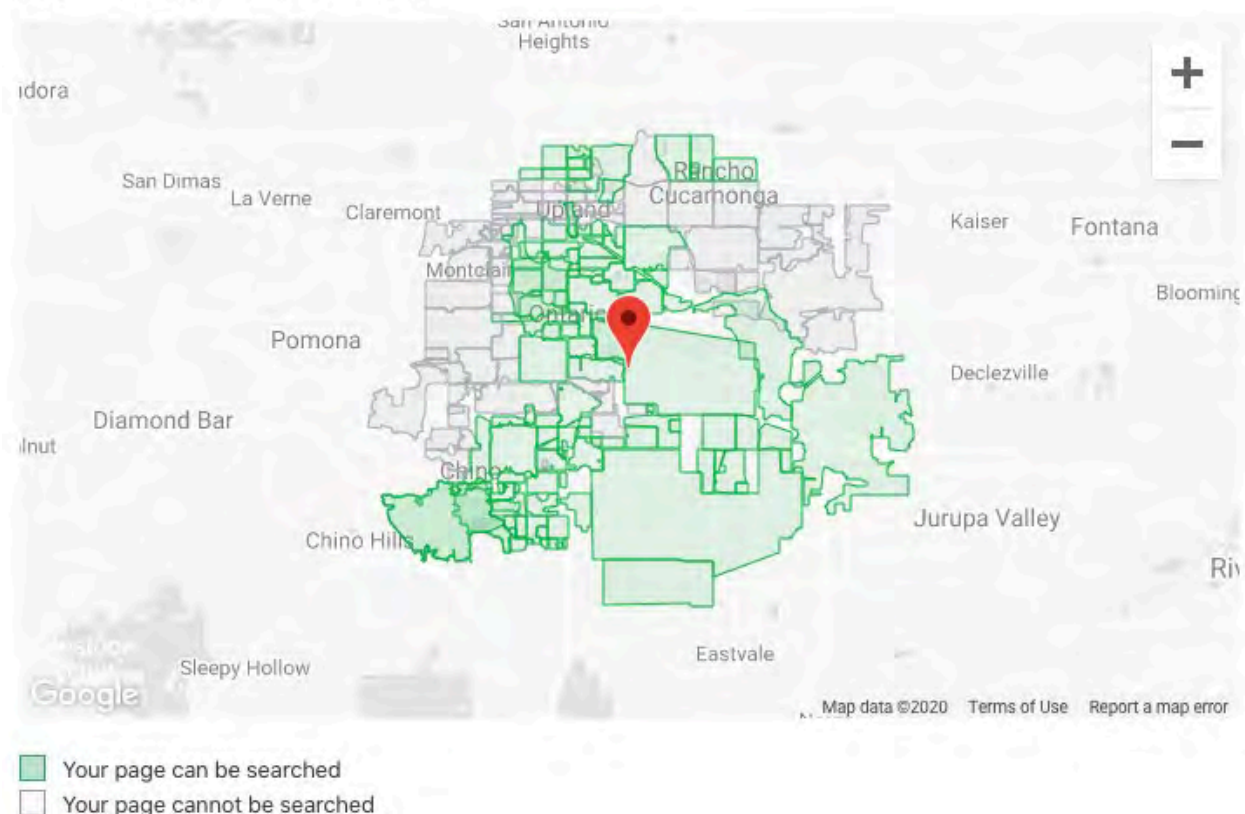 San Antonio
Heights
ndora
San Dimas
La Verne
Claremont
Rancho
Cucamonga
Upland
Kaiser
Fontana
Montclair
Blooming
Ontario
Pomona
Declezville
Diamond Bar
lnut
Chino
Jurupa Valley
Chino Hills
Riv
Eastvale
Sleepy Hollow
Google
Map data ©2020 Terms of Use Report a map error
Your page can be searched
Your page cannot be searched